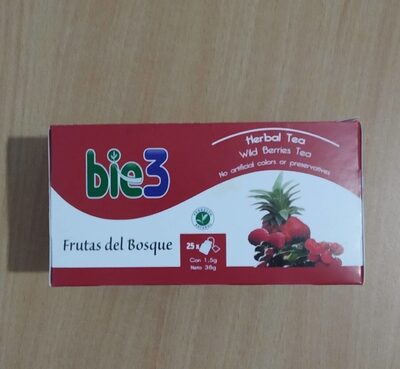 bie3
Herbal Tea
Wild Berries Tea
No artificial colors or preservatives
Frutas del Bosque
25x
Con 1,5g
Neto 38g